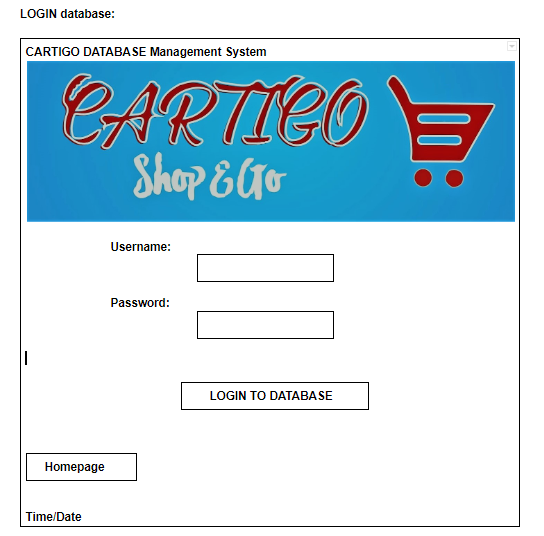 LOGIN database:
CARTIGO DATABASE Management System
CARTIGO
Shop & Go
Username:
Password:
LOGIN TO DATABASE
Homepage
Time/Date